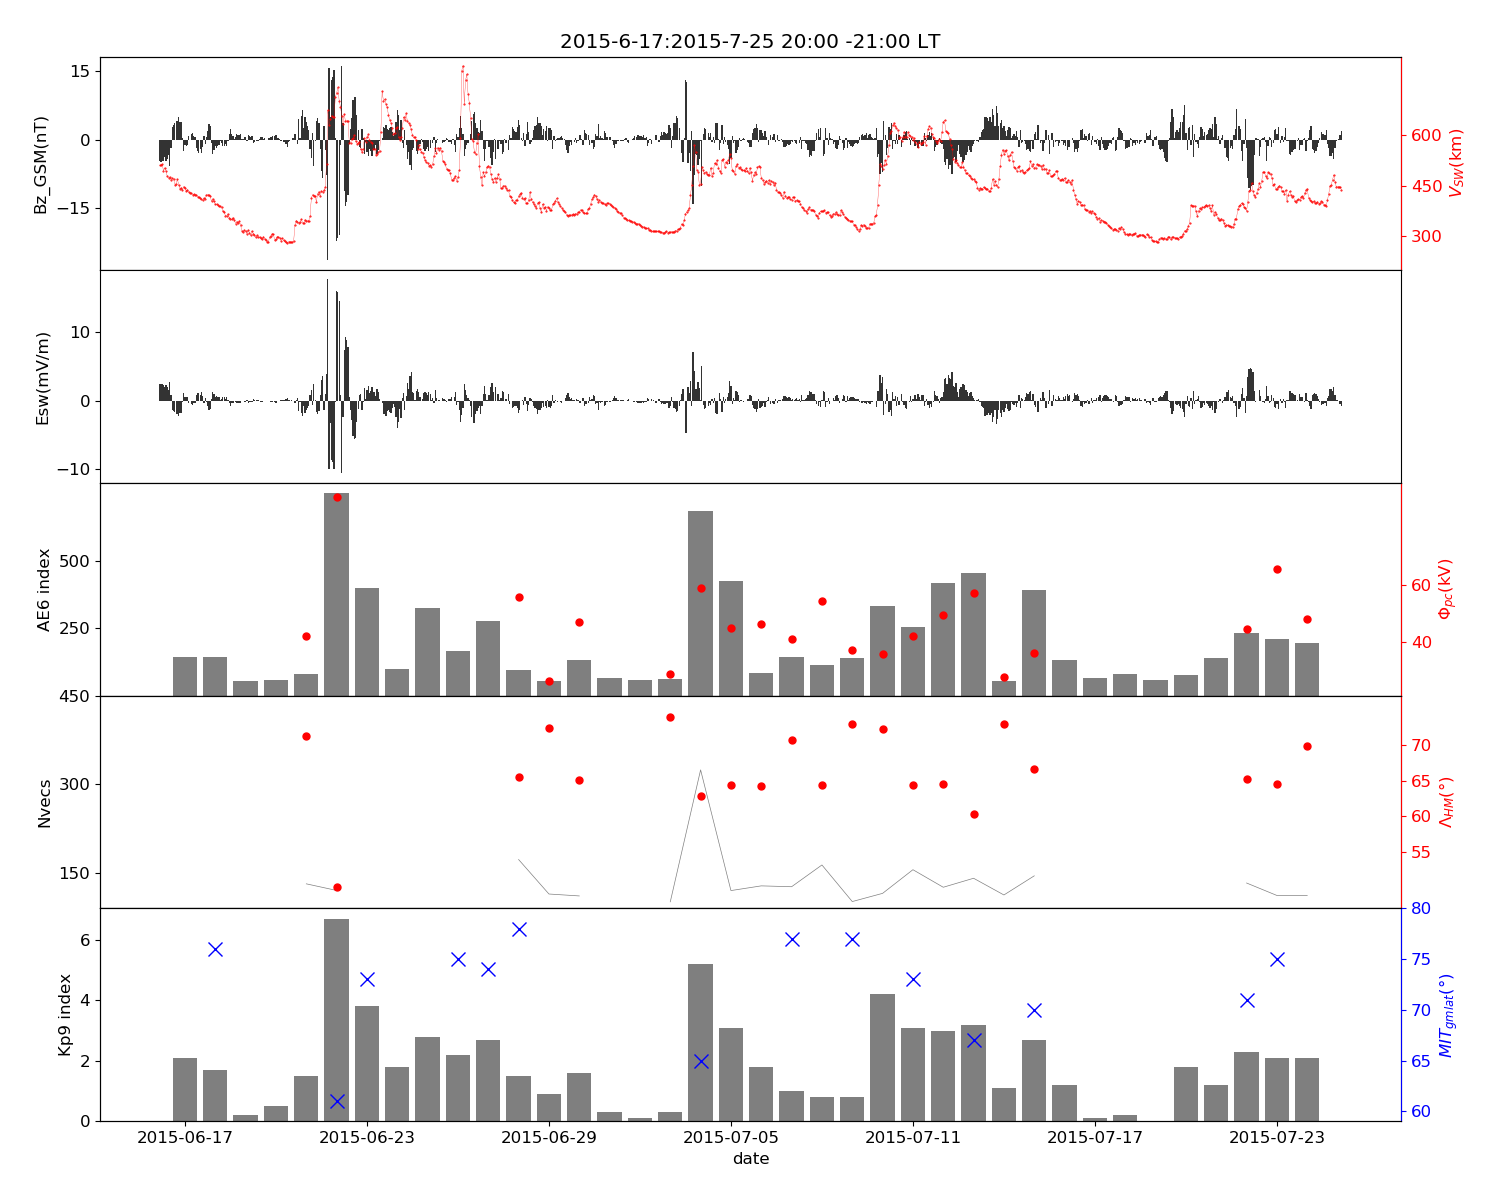 2015-6-17:2015-7-25 20:00 -21:00 LT
Bz_GSM(nT)
15
0
−15
600
450
300
V_SW(km)
Esw(mV/m)
10
0
−10
AE6 index
500
250
60
40
Φ_pc(kV)
Nvecs
450
300
150
70
65
60
55
Λ_HM(°)
Kp9 index
6
4
2
0
80
75
70
65
60
MIT_gmlat(°)
2015-06-17 2015-06-23 2015-06-29 2015-07-05 2015-07-11 2015-07-17 2015-07-23
date